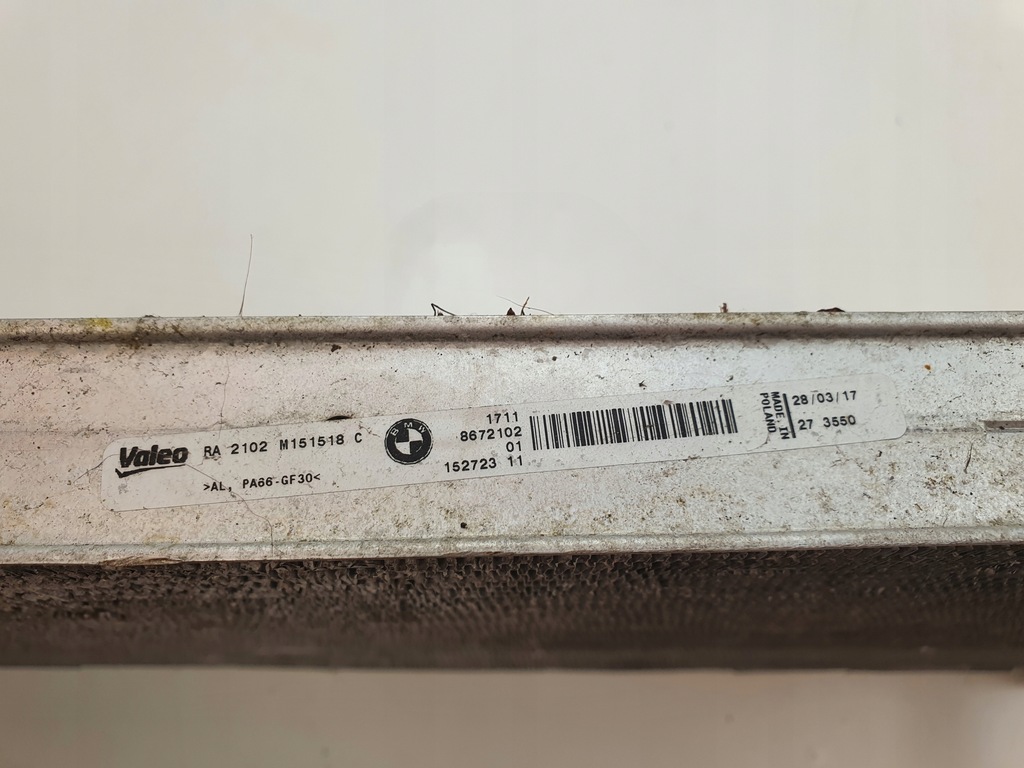 Valeo RA 2102 M151518 C
>AL, PA66-GF30<
BMW
1711
8672102
01
152723 11
MADE IN
POLAND
28/03/17
27 3550